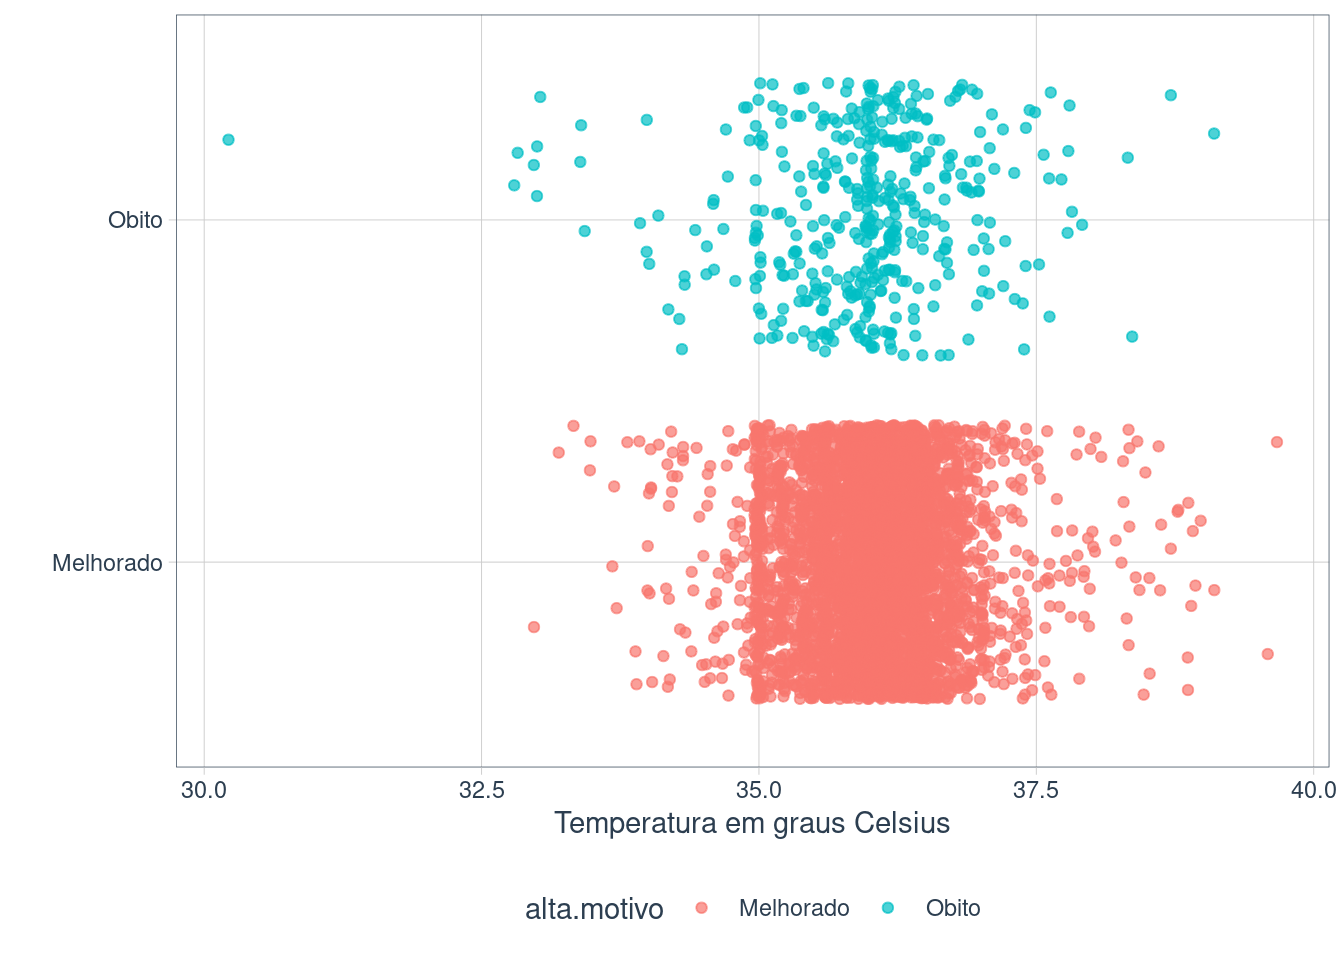 Obito
Melhorado
30.0 32.5 35.0 37.5 40.0
Temperatura em graus Celsius
alta.motivo Melhorado Obito